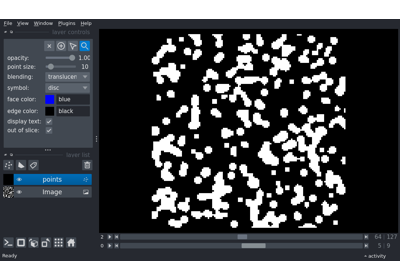 File View Window Plugins Help
layer controls
opacity: 1.00
point size: 10
blending: translucen
symbol: disc
face color: blue
edge color: black
display text:
out of slice:
layer list
points
Image
2 64 127
0 5 9
activity